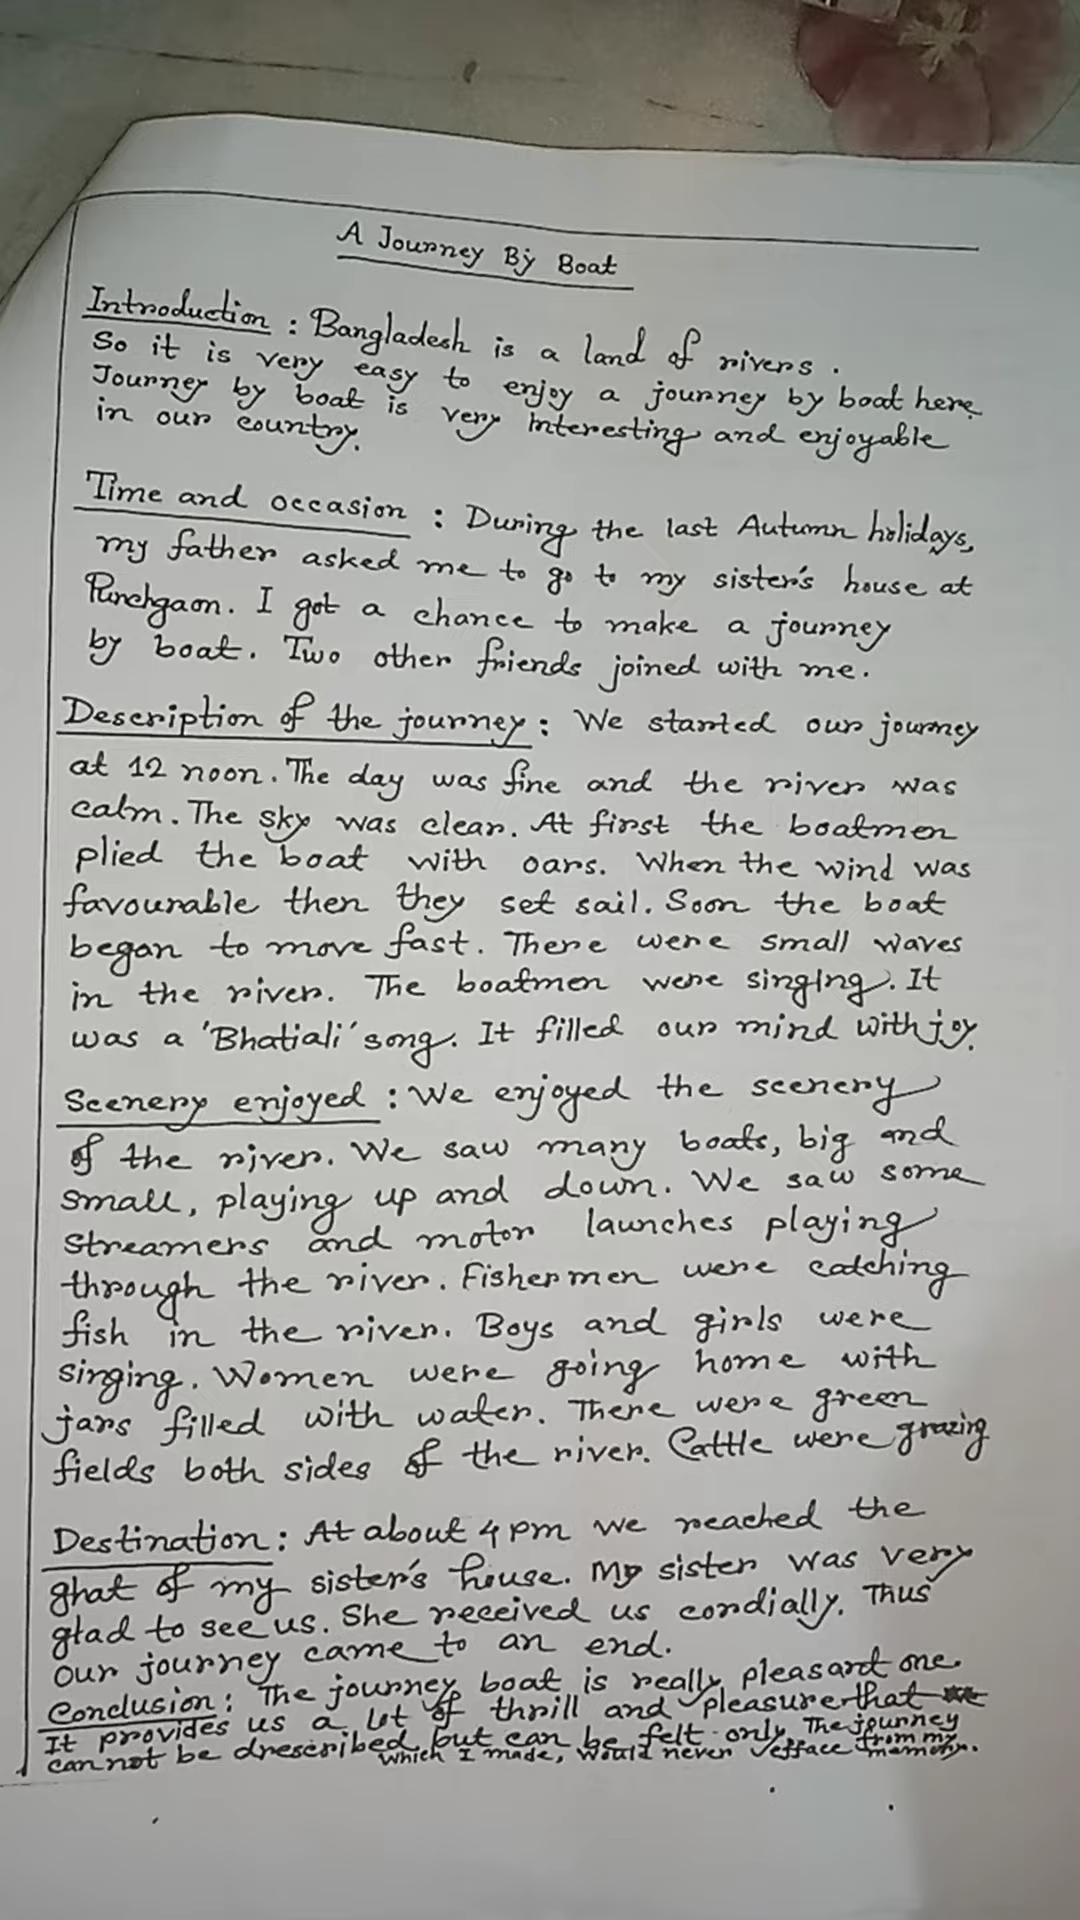 A Journey By Boat
Introduction : Bangladesh is a land of rivers .
So it is very easy to enjoy a journey by boat here
Journey by boat is very interesting and enjoyable
in our country.
Time and occasion : During the last Autumn holidays,
my father asked me to go to my sister's house at
Panchgaon. I got a chance to make a journey
by boat. Two other friends joined with me.
Description of the journey : We started our journey
at 12 noon. The day was fine and the river was
calm. The sky was clear. At first the boatmen
plied the boat with oars. When the wind was
favourable then they set sail. Soon the boat
began to move fast. There were small waves
in the river. The boatmen were singing. It
was a 'Bhatiali' song. It filled our mind with joy.
Scenery enjoyed : We enjoyed the scenery
of the river. We saw many boats, big and
small, playing up and down. We saw some
streamers and motor launches playing
through the river. Fishermen were catching
fish in the river. Boys and girls were
singing. Women were going home with
jars filled with water. There were green
fields both sides of the river. Cattle were grazing
Destination : At about 4 pm we reached the
ghat of my sister's house. My sister was very
glad to see us. She received us cordially. Thus
our journey came to an end.
Conclusion : The journey boat is really pleasant one.
It provides us a lot of thrill and pleasure that
can not be drescribed but can be felt only. The journey
which I made, would never efface from my memory.